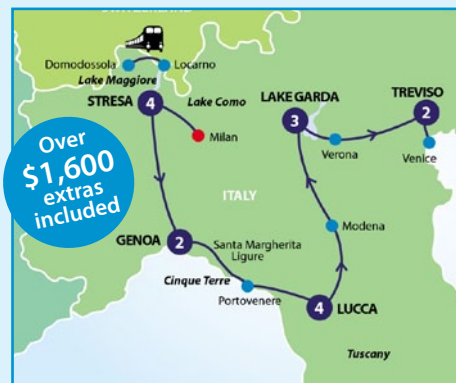 SWITZERLAND
Domodossola
Locarno
Lake Maggiore
STRESA
4
Lake Como
Milan
LAKE GARDA
3
TREVISO
2
Verona
Venice
Over
$1,600
extras
included
ITALY
Modena
GENOA
2
Santa Margherita
Ligure
Cinque Terre
Portovenere
4
LUCCA
Tuscany